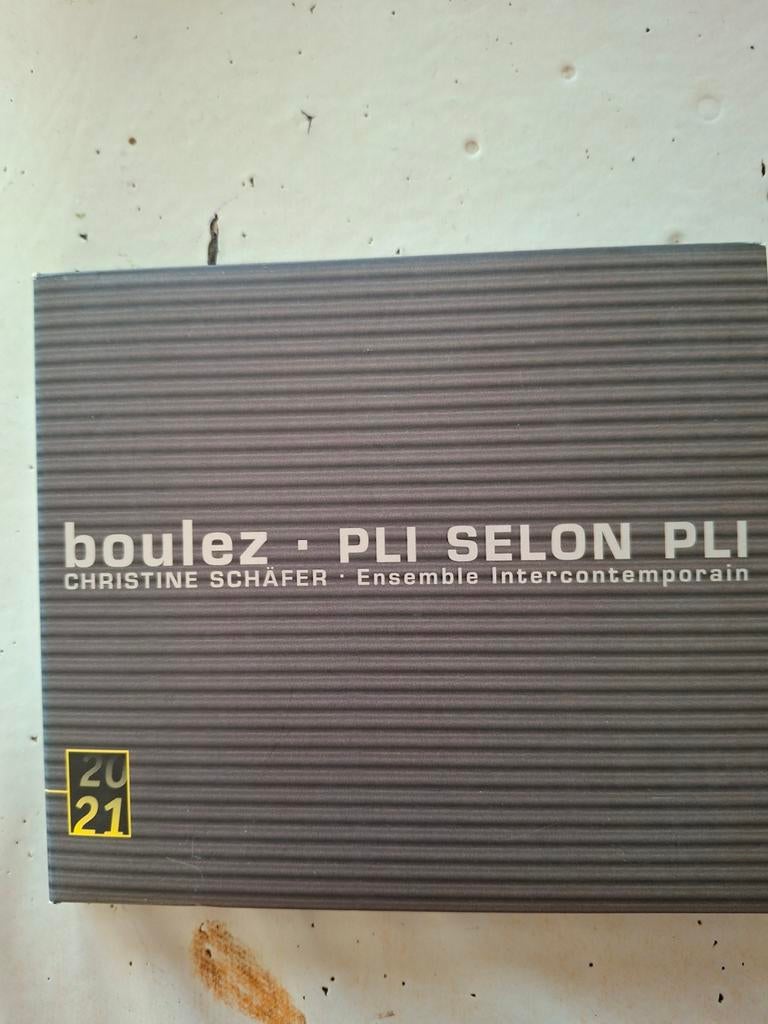 boulez · PLI SELON PLI
CHRISTINE SCHÄFER · Ensemble Intercontemporain
20
21